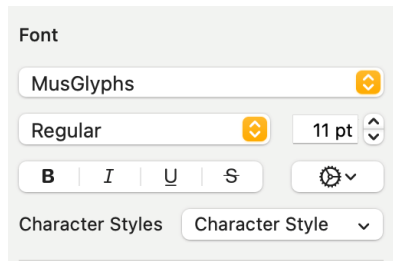 Font
MusGlyphs
Regular 11 pt
B I U S
Character Styles Character Style